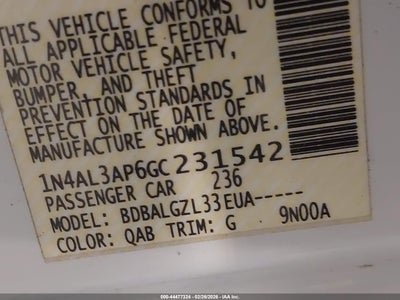 THIS VEHICLE CONFORMS TO
ALL APPLICABLE FEDERAL
MOTOR VEHICLE SAFETY,
BUMPER, AND THEFT
PREVENTION STANDARDS IN
EFFECT ON THE DATE OF
MANUFACTURE SHOWN ABOVE.
1N4AL3AP6GC231542
PASSENGER CAR 236
MODEL: BDBALGZL33EUA-----
COLOR: QAB TRIM: G 9N00A
500-44477324 - 02/26/2026 - IAA Inc.